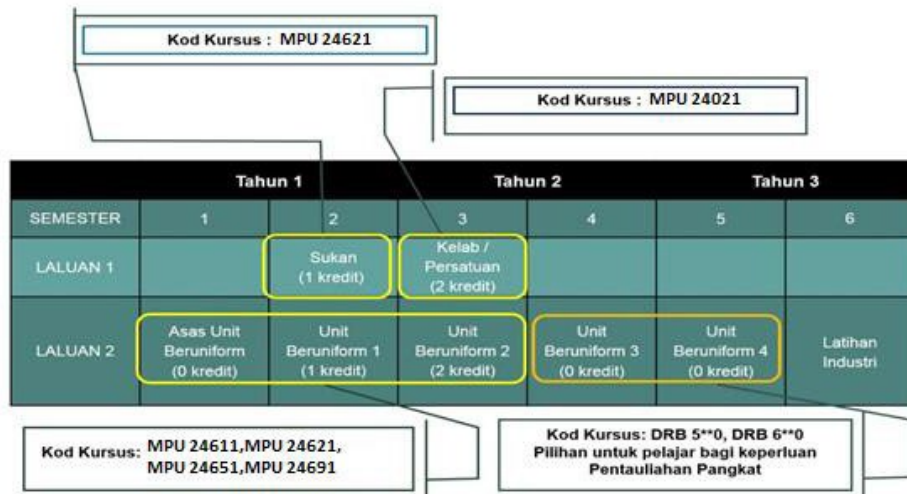 Kod Kursus : MPU 24621
Kod Kursus : MPU 24021
Tahun 1 Tahun 2 Tahun 3
SEMESTER 1 2 3 4 5 6
LALUAN 1
Sukan
(1 kredit)
Kelab /
Persatuan
(2 kredit)
LALUAN 2
Asas Unit
Beruniform
(0 kredit)
Unit
Beruniform 1
(1 kredit)
Unit
Beruniform 2
(2 kredit)
Unit
Beruniform 3
(0 kredit)
Unit
Beruniform 4
(0 kredit)
Latihan
Industri
Kod Kursus: MPU 24611,MPU 24621,
MPU 24651,MPU 24691
Kod Kursus: DRB 5**0, DRB 6**0
Pilihan untuk pelajar bagi keperluan
Pentauliahan Pangkat